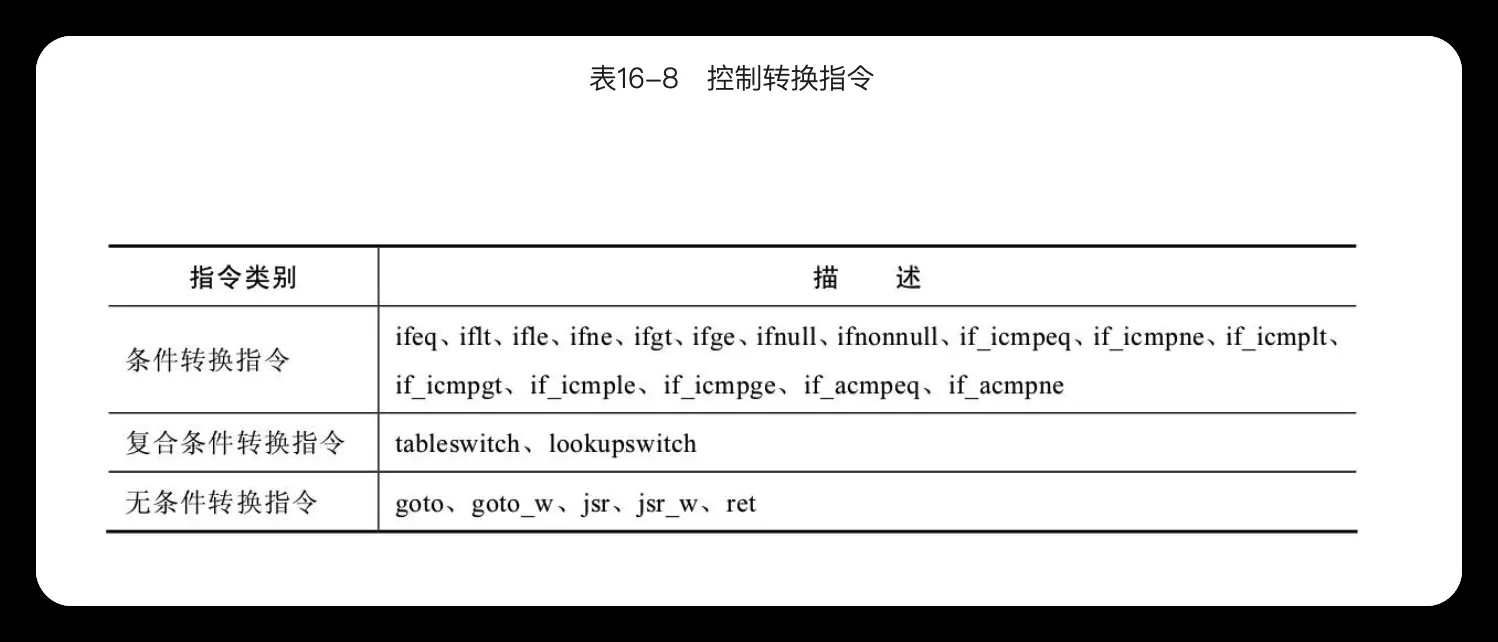 表16-8 控制转换指令
指令类别 描 述
条件转换指令 ifeq、iflt、ifle、ifne、ifgt、ifge、ifnull、ifnonnull、if_icmpeq、if_icmpne、if_icmplt、
if_icmpgt、if_icmple、if_icmpge、if_acmpeq、if_acmpne
复合条件转换指令 tableswitch、lookupswitch
无条件转换指令 goto、goto_w、jsr、jsr_w、ret